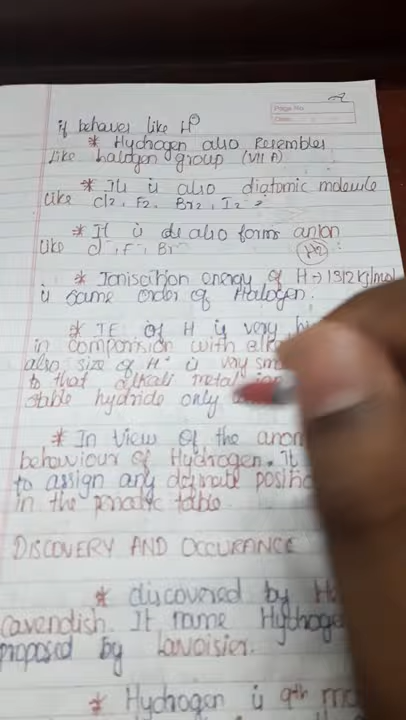 Page No.
Date
it behaves like H
* Hydrogen also Resembles
like halogen group (VII A)
* It is also diatomic molecule
like Cl2, F2, Br2, I2
* It is also forms anion
like Cl-, F-, Br-
H2
* Ionisation energy of H → 1312 kJ/mol
is same order of Halogen.
* IE of H is very
in comparision with
also size of H+ is very
to that alkali metal
stable hydride only
* In view of the
behaviour of Hydrogen. It
to assign any
in the periodic table
DISCOVERY AND OCCURANCE
* discovered by
cavendish. It name
proposed by Lavoisier.
* Hydrogen is 9th